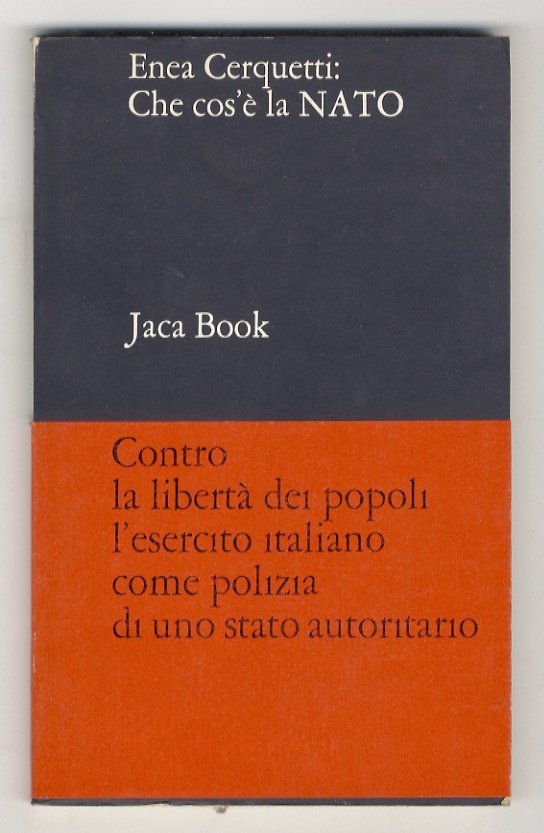 Enea Cerquetti:
Che cos'è la NATO
Jaca Book
Contro
la libertà dei popoli
l'esercito italiano
come polizia
di uno stato autoritario